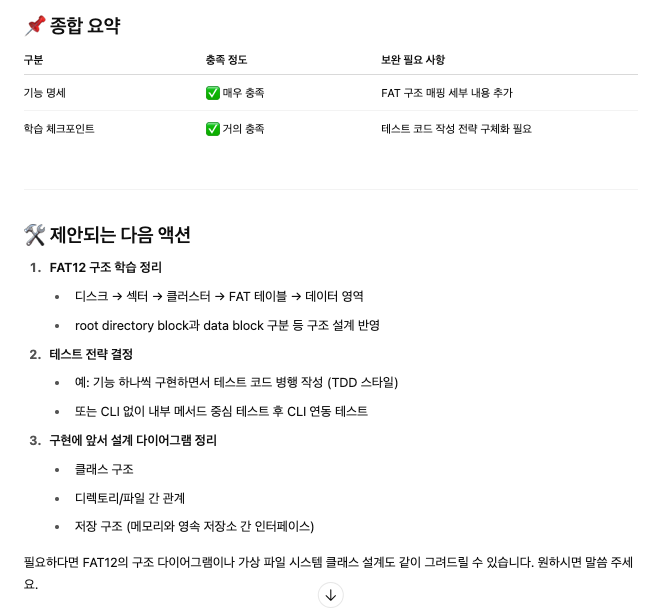 📌 종합 요약
구분 충족 정도 보완 필요 사항
기능 명세 ✅ 매우 충족 FAT 구조 매핑 세부 내용 추가
학습 체크포인트 ✅ 거의 충족 테스트 코드 작성 전략 구체화 필요
🛠️ 제안되는 다음 액션
1. FAT12 구조 학습 정리
• 디스크 → 섹터 → 클러스터 → FAT 테이블 → 데이터 영역
• root directory block과 data block 구분 등 구조 설계 반영
2. 테스트 전략 결정
• 예: 기능 하나씩 구현하면서 테스트 코드 병행 작성 (TDD 스타일)
• 또는 CLI 없이 내부 메서드 중심 테스트 후 CLI 연동 테스트
3. 구현에 앞서 설계 다이어그램 정리
• 클래스 구조
• 디렉토리/파일 간 관계
• 저장 구조 (메모리와 영속 저장소 간 인터페이스)
필요하다면 FAT12의 구조 다이어그램이나 가상 파일 시스템 클래스 설계도 같이 그려드릴 수 있습니다. 원하시면 말씀 주세
요.